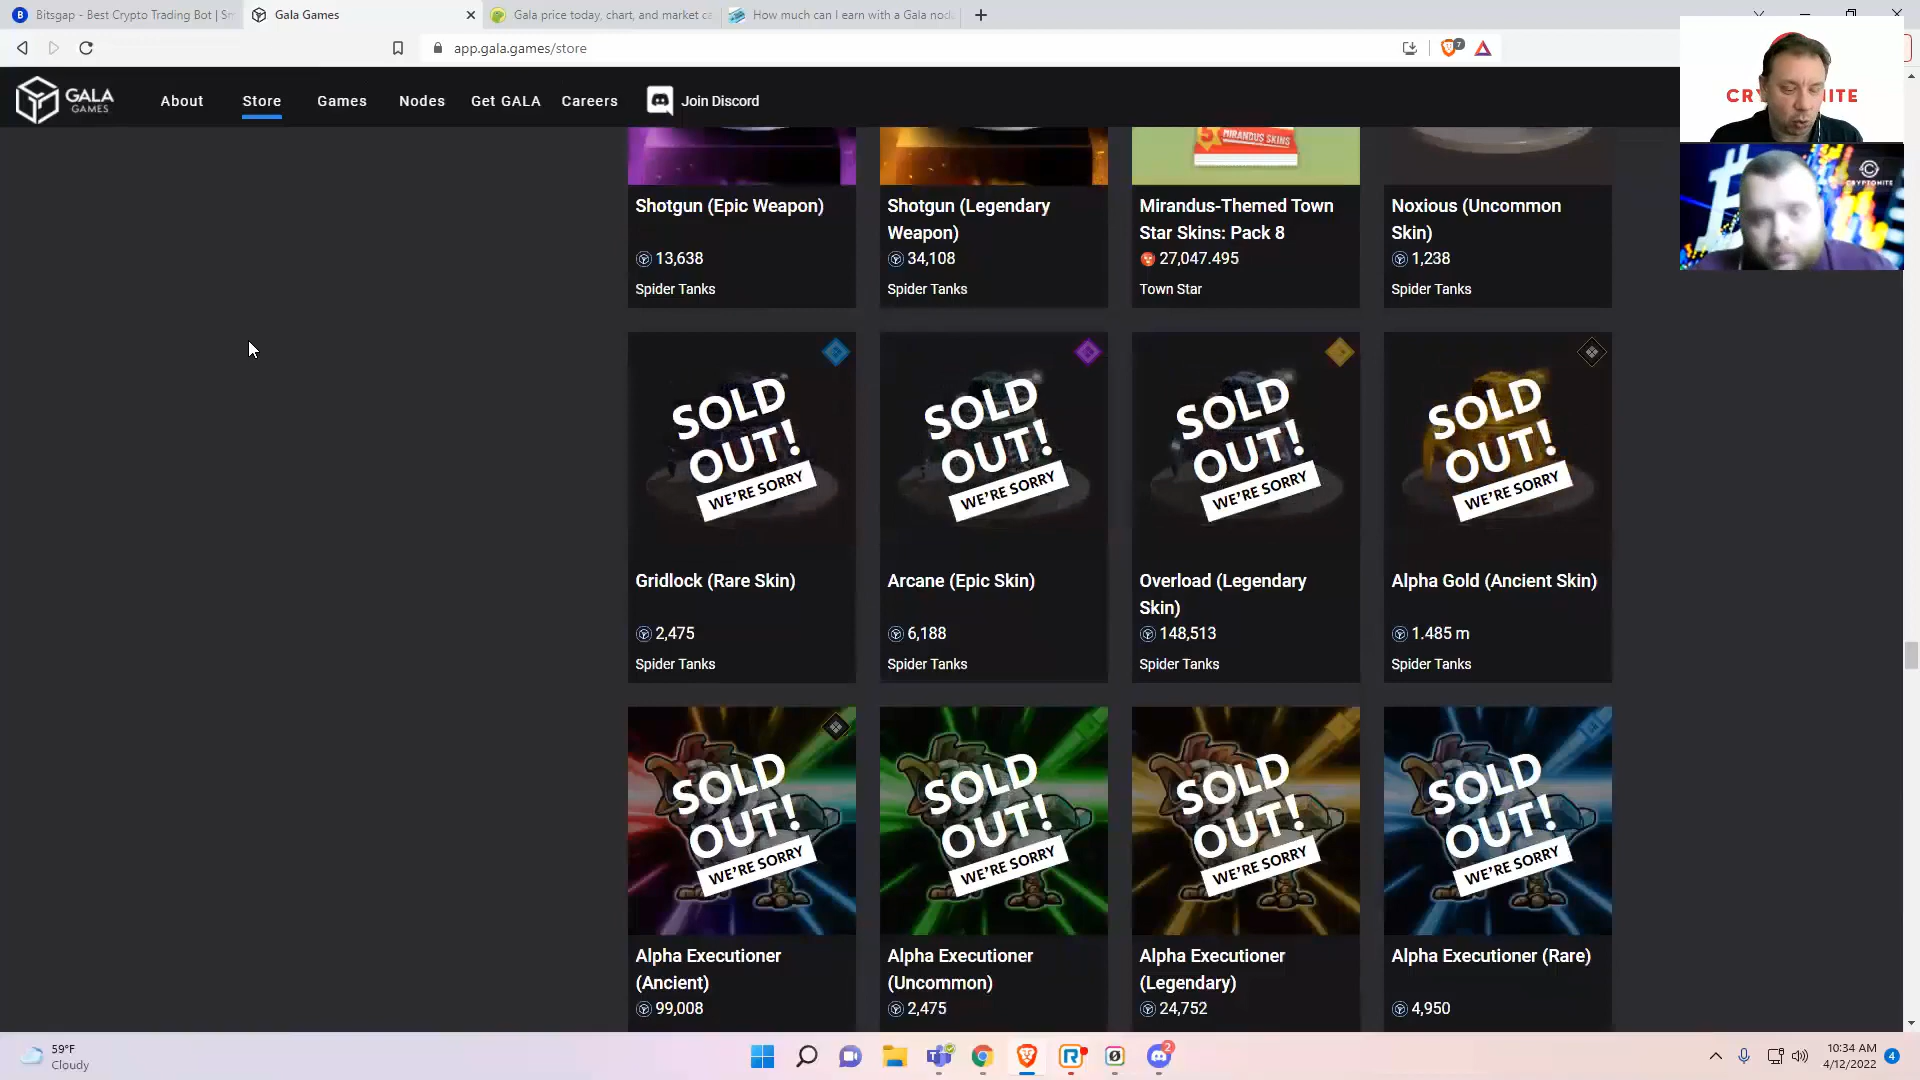 Bitsgap - Best Crypto Trading Bot | Sm
Gala Games
Gala price today, chart, and market ca
How much can I earn with a Gala node
app.gala.games/store
7
GALA
GAMES
About
Store
Games
Nodes
Get GALA
Careers
Join Discord
CRYPTONITE
MIRANDUS SKINS
Shotgun (Epic Weapon)
13,638
Spider Tanks
Shotgun (Legendary
Weapon)
34,108
Spider Tanks
Mirandus-Themed Town
Star Skins: Pack 8
27,047.495
Town Star
Noxious (Uncommon
Skin)
1,238
Spider Tanks
SOLD
OUT!
WE'RE SORRY
Gridlock (Rare Skin)
2,475
Spider Tanks
SOLD
OUT!
WE'RE SORRY
Arcane (Epic Skin)
6,188
Spider Tanks
SOLD
OUT!
WE'RE SORRY
Overload (Legendary
Skin)
148,513
Spider Tanks
SOLD
OUT!
WE'RE SORRY
Alpha Gold (Ancient Skin)
1.485 m
Spider Tanks
SOLD
OUT!
WE'RE SORRY
Alpha Executioner
(Ancient)
99,008
SOLD
OUT!
WE'RE SORRY
Alpha Executioner
(Uncommon)
2,475
SOLD
OUT!
WE'RE SORRY
Alpha Executioner
(Legendary)
24,752
SOLD
OUT!
WE'RE SORRY
Alpha Executioner (Rare)
4,950
59°F
Cloudy
2
10:34 AM
4/12/2022
4